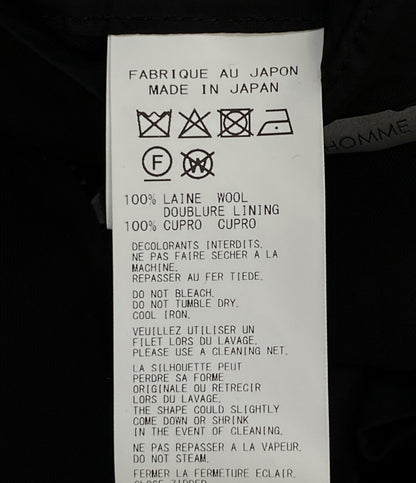 FABRIQUE AU JAPON
MADE IN JAPAN
HOMME
F
W
100% LAINE WOOL
DOUBLURE LINING
100% CUPRO CUPRO
DECOLORANTS INTERDITS.
NE PAS FAIRE SECHER A LA
MACHINE.
REPASSER AU FER TIEDE.
DO NOT BLEACH.
DO NOT TUMBLE DRY.
COOL IRON.
VEUILLEZ UTILISER UN
FILET LORS DU LAVAGE.
PLEASE USE A CLEANING NET.
LA SILHOUETTE PEUT
PERDRE SA FORME
ORIGINALE OU RETRECIR
LORS DU LAVAGE.
THE SHAPE COULD SLIGHTLY
COME DOWN OR SHRINK
IN THE EVENT OF CLEANING.
NE PAS REPASSER A LA VAPEUR.
DO NOT STEAM.
FERMER LA FERMETURE ECLAIR.
CLOSE ZIPPER